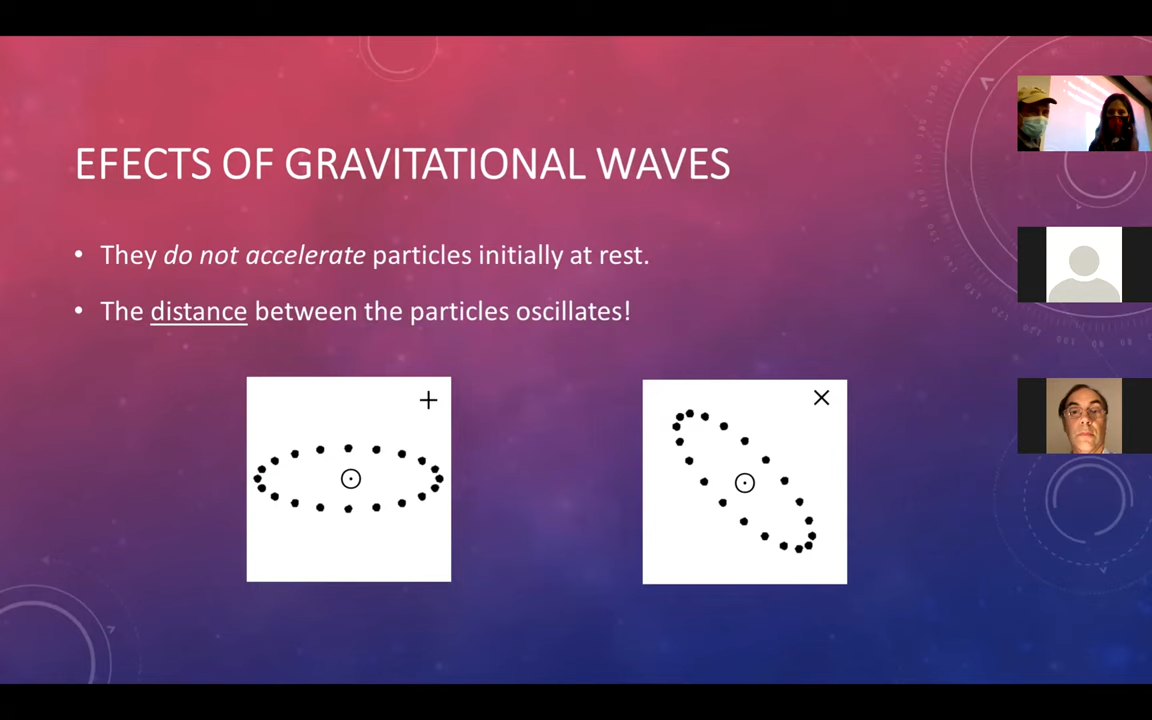 EFECTS OF GRAVITATIONAL WAVES
• They do not accelerate particles initially at rest.
• The distance between the particles oscillates!
+
×